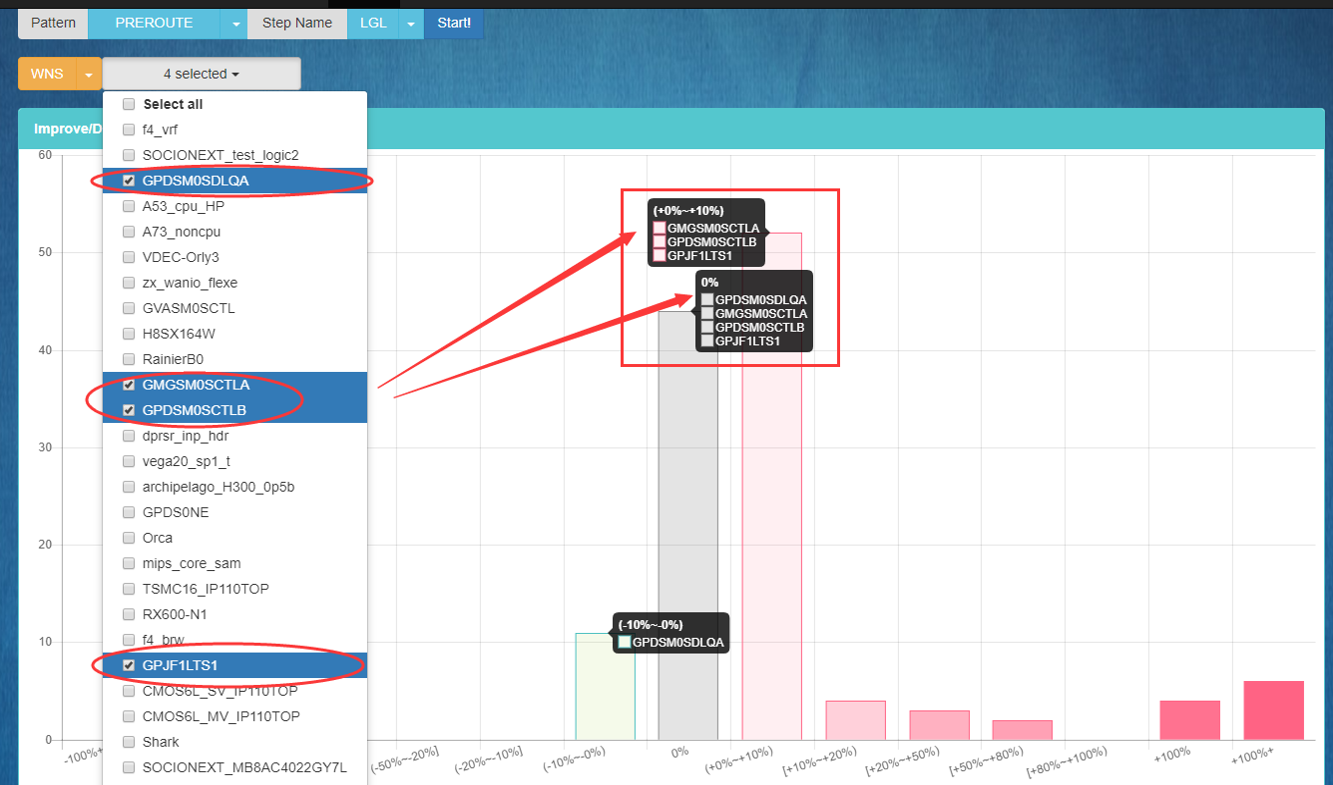 Pattern PREROUTE Step Name LGL Start!
WNS 4 selected
Select all
f4_vrf
SOCIONEXT_test_logic2
GPDSM0SDLQA
A53_cpu_HP
A73_noncpu
VDEC-Orly3
zx_wanio_flexe
GVASM0SCTL
H8SX164W
RainierB0
GMGSM0SCTLA
GPDSM0SCTLB
dprsr_inp_hdr
vega20_sp1_t
archipelago_H300_0p5b
GPDS0NE
Orca
mips_core_sam
TSMC16_IP110TOP
RX600-N1
f4_brw
GPJF1LTS1
CMOS6L_SV_IP110TOP
CMOS6L_MV_IP110TOP
Shark
SOCIONEXT_MB8AC4022GY7L
Improve/D
60
50
40
30
20
10
0
(+0%~+10%)
GMGSM0SCTLA
GPDSM0SCTLB
GPJF1LTS1
0%
GPDSM0SDLQA
GMGSM0SCTLA
GPDSM0SCTLB
GPJF1LTS1
(-10%~-0%)
GPDSM0SDLQA
-100%+ (-50%~-20%] (-20%~-10%] (-10%~-0%) 0% (+0%~+10%) [+10%~+20%) [+20%~+50%) [+50%~+80%) [+80%~+100%) +100% +100%+